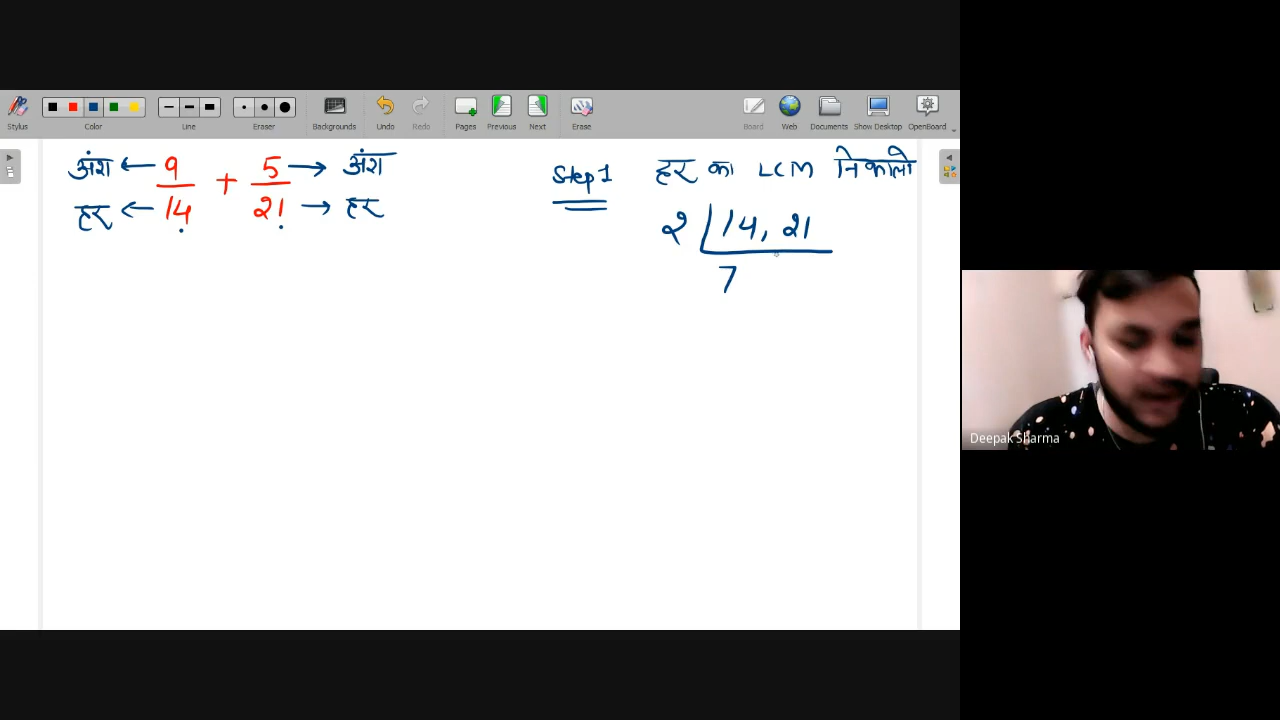 Stylus Color Line Eraser Backgrounds Undo Redo Pages Previous Next Erase Board Web Documents Show Desktop OpenBoard
अंश ← 9/14 + 5/21 → अंश
हर ← → हर
Step 1 हर का LCM निकालो
2 | 14, 21
7
Deepak Sharma